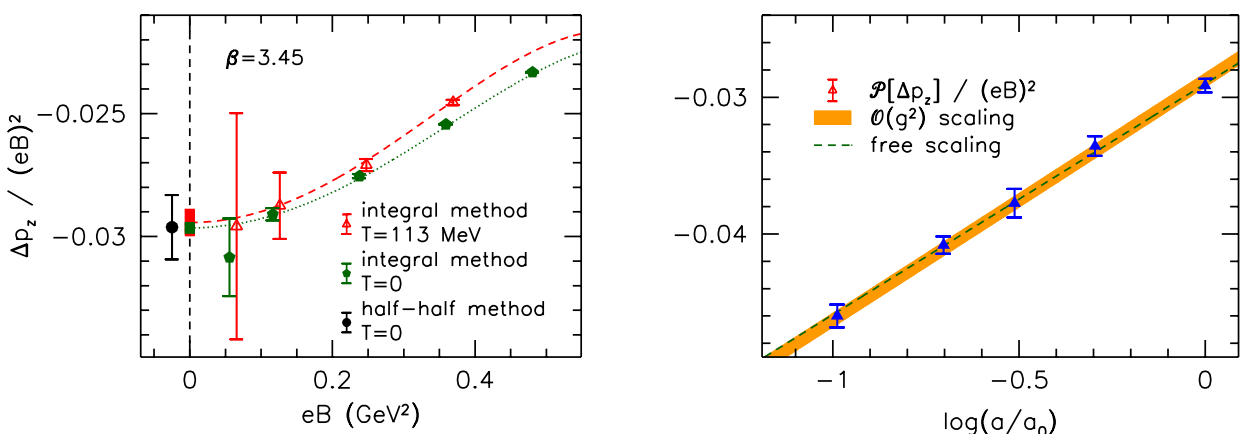 β=3.45
-0.025
-0.03
Δp_z / (eB)²
integral method
T=113 MeV
integral method
T=0
half-half method
T=0
0
0.2
0.4
eB (GeV²)
𝒫[Δp_z] / (eB)²
𝒪(g²) scaling
free scaling
-0.03
-0.04
-1
-0.5
0
log(a/a₀)